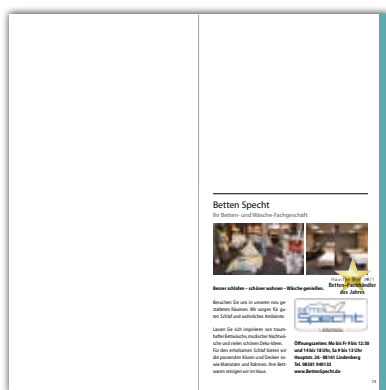 Betten Specht
Ihr Betten- und Wäsche-Fachgeschäft
Betten-Fachhändler
des Jahres
Besser schlafen – schöner wohnen – Wäsche genießen.
Besuchen Sie uns in unseren neu ge-
stalteten Räumen. Wir sorgen für gu-
ten Schlaf und wohnliches Ambiente.
Lassen Sie sich inspirieren von traum-
hafter Bettwäsche, modischer Nachtwä-
sche und vielen schönen Deko-Ideen.
Für den erholsamen Schlaf bieten wir
die passenden Kissen und Decken so-
wie Matratzen und Rahmen. Ihre Bett-
waren reinigen wir im Haus.
BETTEN
Specht
Öffnungszeiten: Mo bis Fr 9 bis 12:30
und 14 bis 18 Uhr, Sa 9 bis 13 Uhr
Hauptstr. 26 · 88161 Lindenberg
Tel. 08381 940133
www.BettenSpecht.de